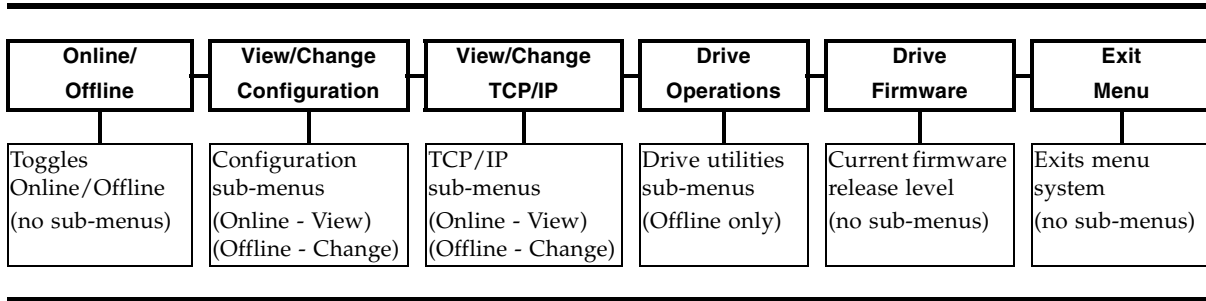 Online/
Offline
View/Change
Configuration
View/Change
TCP/IP
Drive
Operations
Drive
Firmware
Exit
Menu
Toggles
Online/Offline
(no sub-menus)
Configuration
sub-menus
(Online - View)
(Offline - Change)
TCP/IP
sub-menus
(Online - View)
(Offline - Change)
Drive utilities
sub-menus
(Offline only)
Current firmware
release level
(no sub-menus)
Exits menu
system
(no sub-menus)